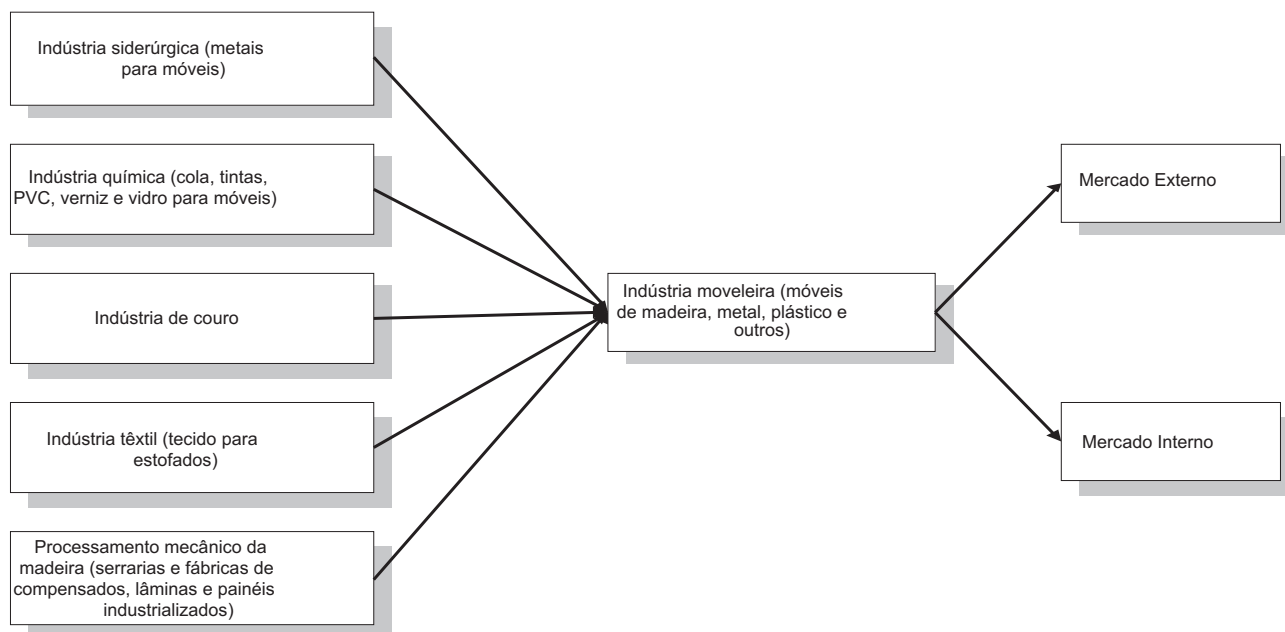 Indústria siderúrgica (metais
para móveis)
Indústria química (cola, tintas,
PVC, verniz e vidro para móveis)
Indústria de couro
Indústria têxtil (tecido para
estofados)
Processamento mecânico da
madeira (serrarias e fábricas de
compensados, lâminas e painéis
industrializados)
Indústria moveleira (móveis
de madeira, metal, plástico e
outros)
Mercado Externo
Mercado Interno